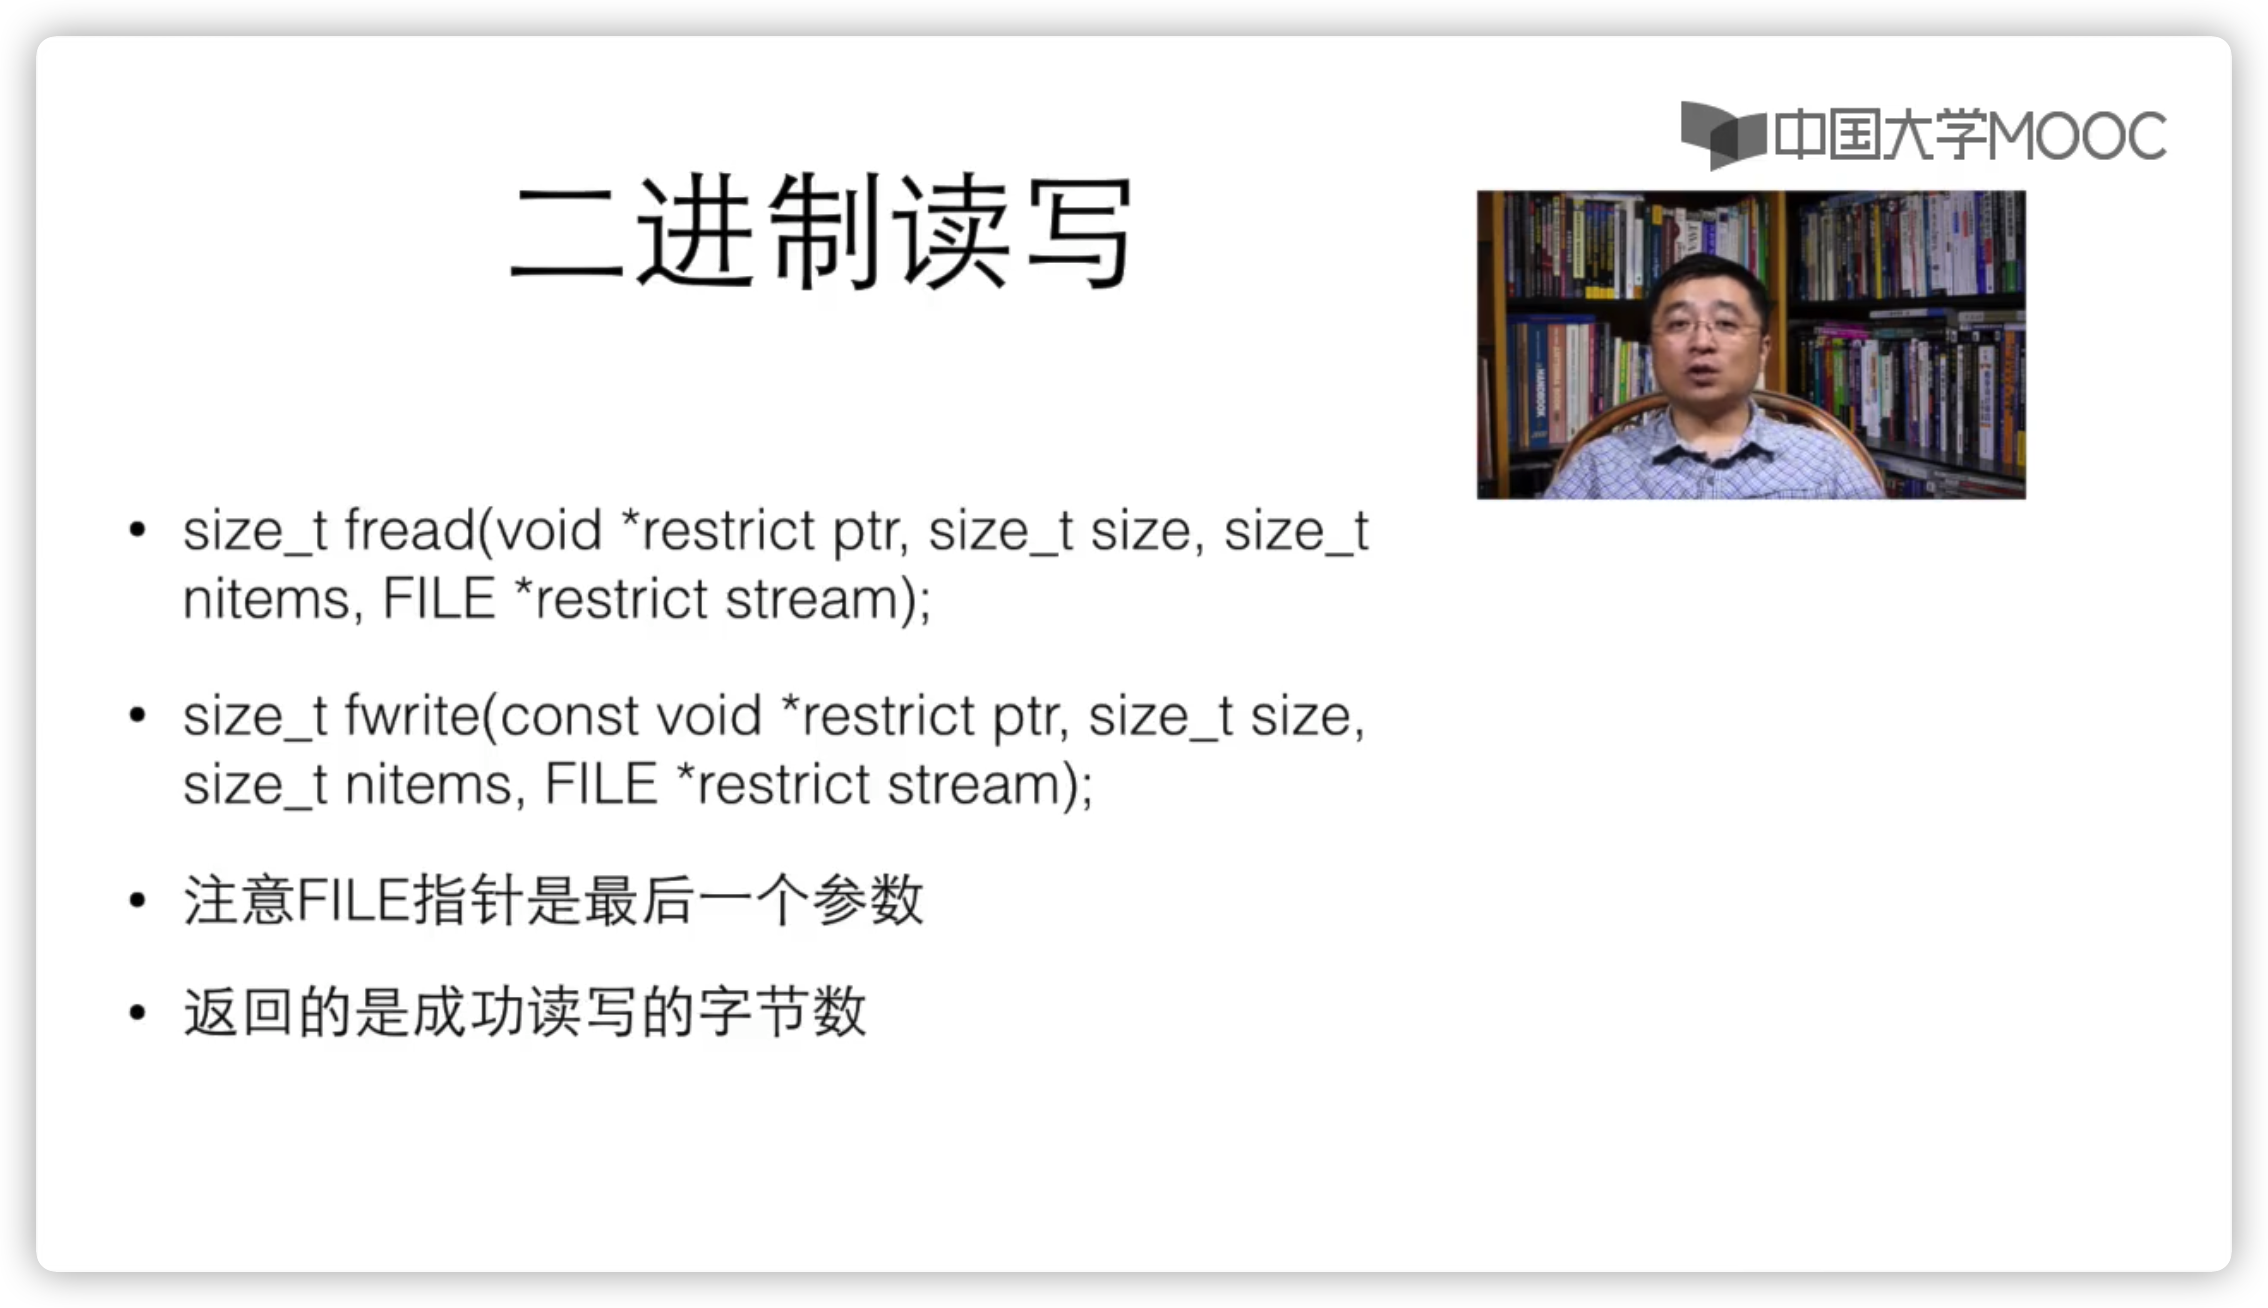 中国大学MOOC
二进制读写
HANDBOOK
• size_t fread(void *restrict ptr, size_t size, size_t
nitems, FILE *restrict stream);
• size_t fwrite(const void *restrict ptr, size_t size,
size_t nitems, FILE *restrict stream);
• 注意FILE指针是最后一个参数
• 返回的是成功读写的字节数